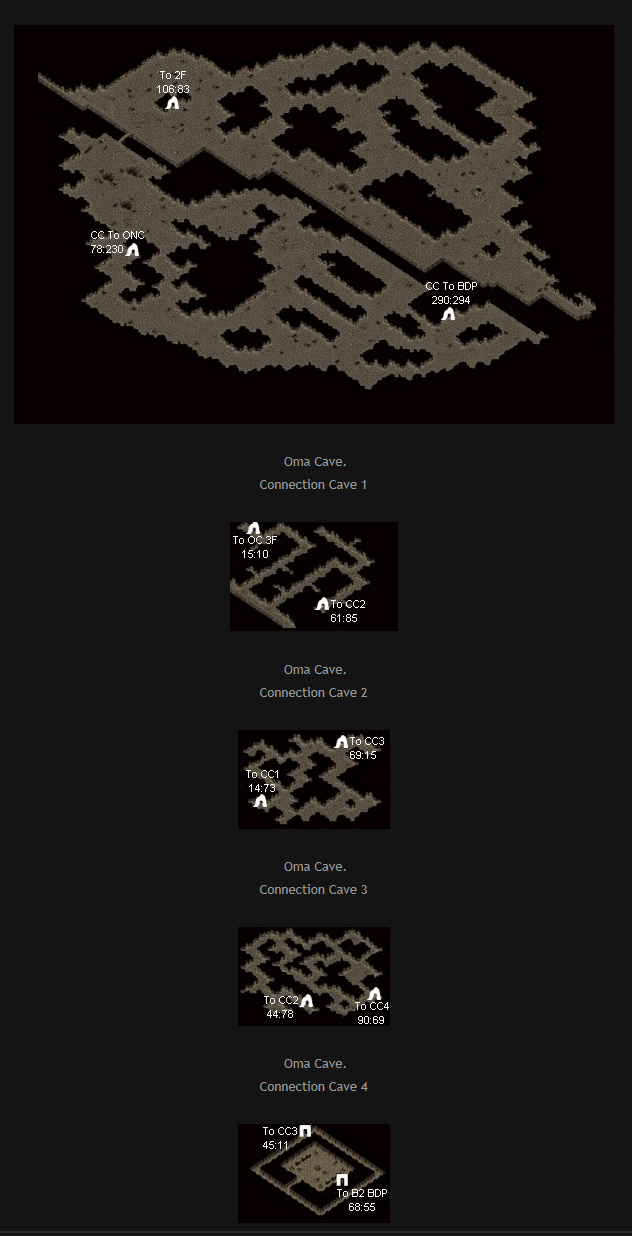 To 2F
106:83
CC To ONC
78:230
CC To BDP
290:294
Oma Cave.
Connection Cave 1
To OC 3F
15:10
To CC2
61:85
Oma Cave.
Connection Cave 2
To CC3
69:15
To CC1
14:73
Oma Cave.
Connection Cave 3
To CC2
44:78
To CC4
90:69
Oma Cave.
Connection Cave 4
To CC3
45:11
To B2 BDP
68:55